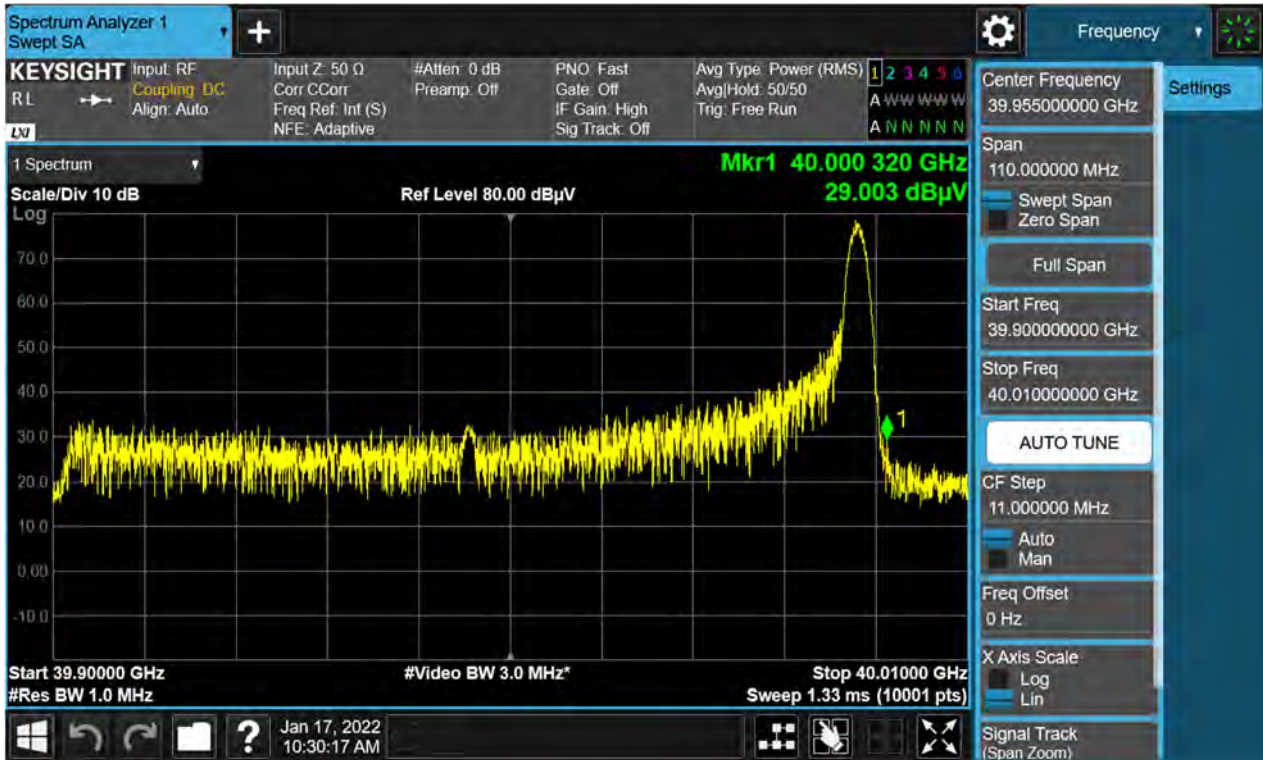 Spectrum Analyzer 1
Swept SA
+
Frequency
KEYSIGHT
R L
LXI
Input: RF
Coupling: DC
Align: Auto
Input Z: 50 Ω
Corr CCorr
Freq Ref: Int (S)
NFE: Adaptive
#Atten: 0 dB
Preamp: Off
PNO: Fast
Gate: Off
IF Gain: High
Sig Track: Off
Avg Type: Power (RMS)
Avg|Hold: 50/50
Trig: Free Run
1 2 3 4 5 6
A W W W W W
A N N N N N
1 Spectrum
Scale/Div 10 dB
Log
Ref Level 80.00 dBµV
Mkr1 40.000 320 GHz
29.003 dBµV
70.0
60.0
50.0
40.0
30.0
20.0
10.0
0.00
-10.0
1
Start 39.90000 GHz
#Res BW 1.0 MHz
#Video BW 3.0 MHz*
Stop 40.01000 GHz
Sweep 1.33 ms (10001 pts)
Center Frequency
39.955000000 GHz
Settings
Span
110.000000 MHz
Swept Span
Zero Span
Full Span
Start Freq
39.900000000 GHz
Stop Freq
40.010000000 GHz
AUTO TUNE
CF Step
11.000000 MHz
Auto
Man
Freq Offset
0 Hz
X Axis Scale
Log
Lin
Signal Track
(Span Zoom)
?
Jan 17, 2022
10:30:17 AM